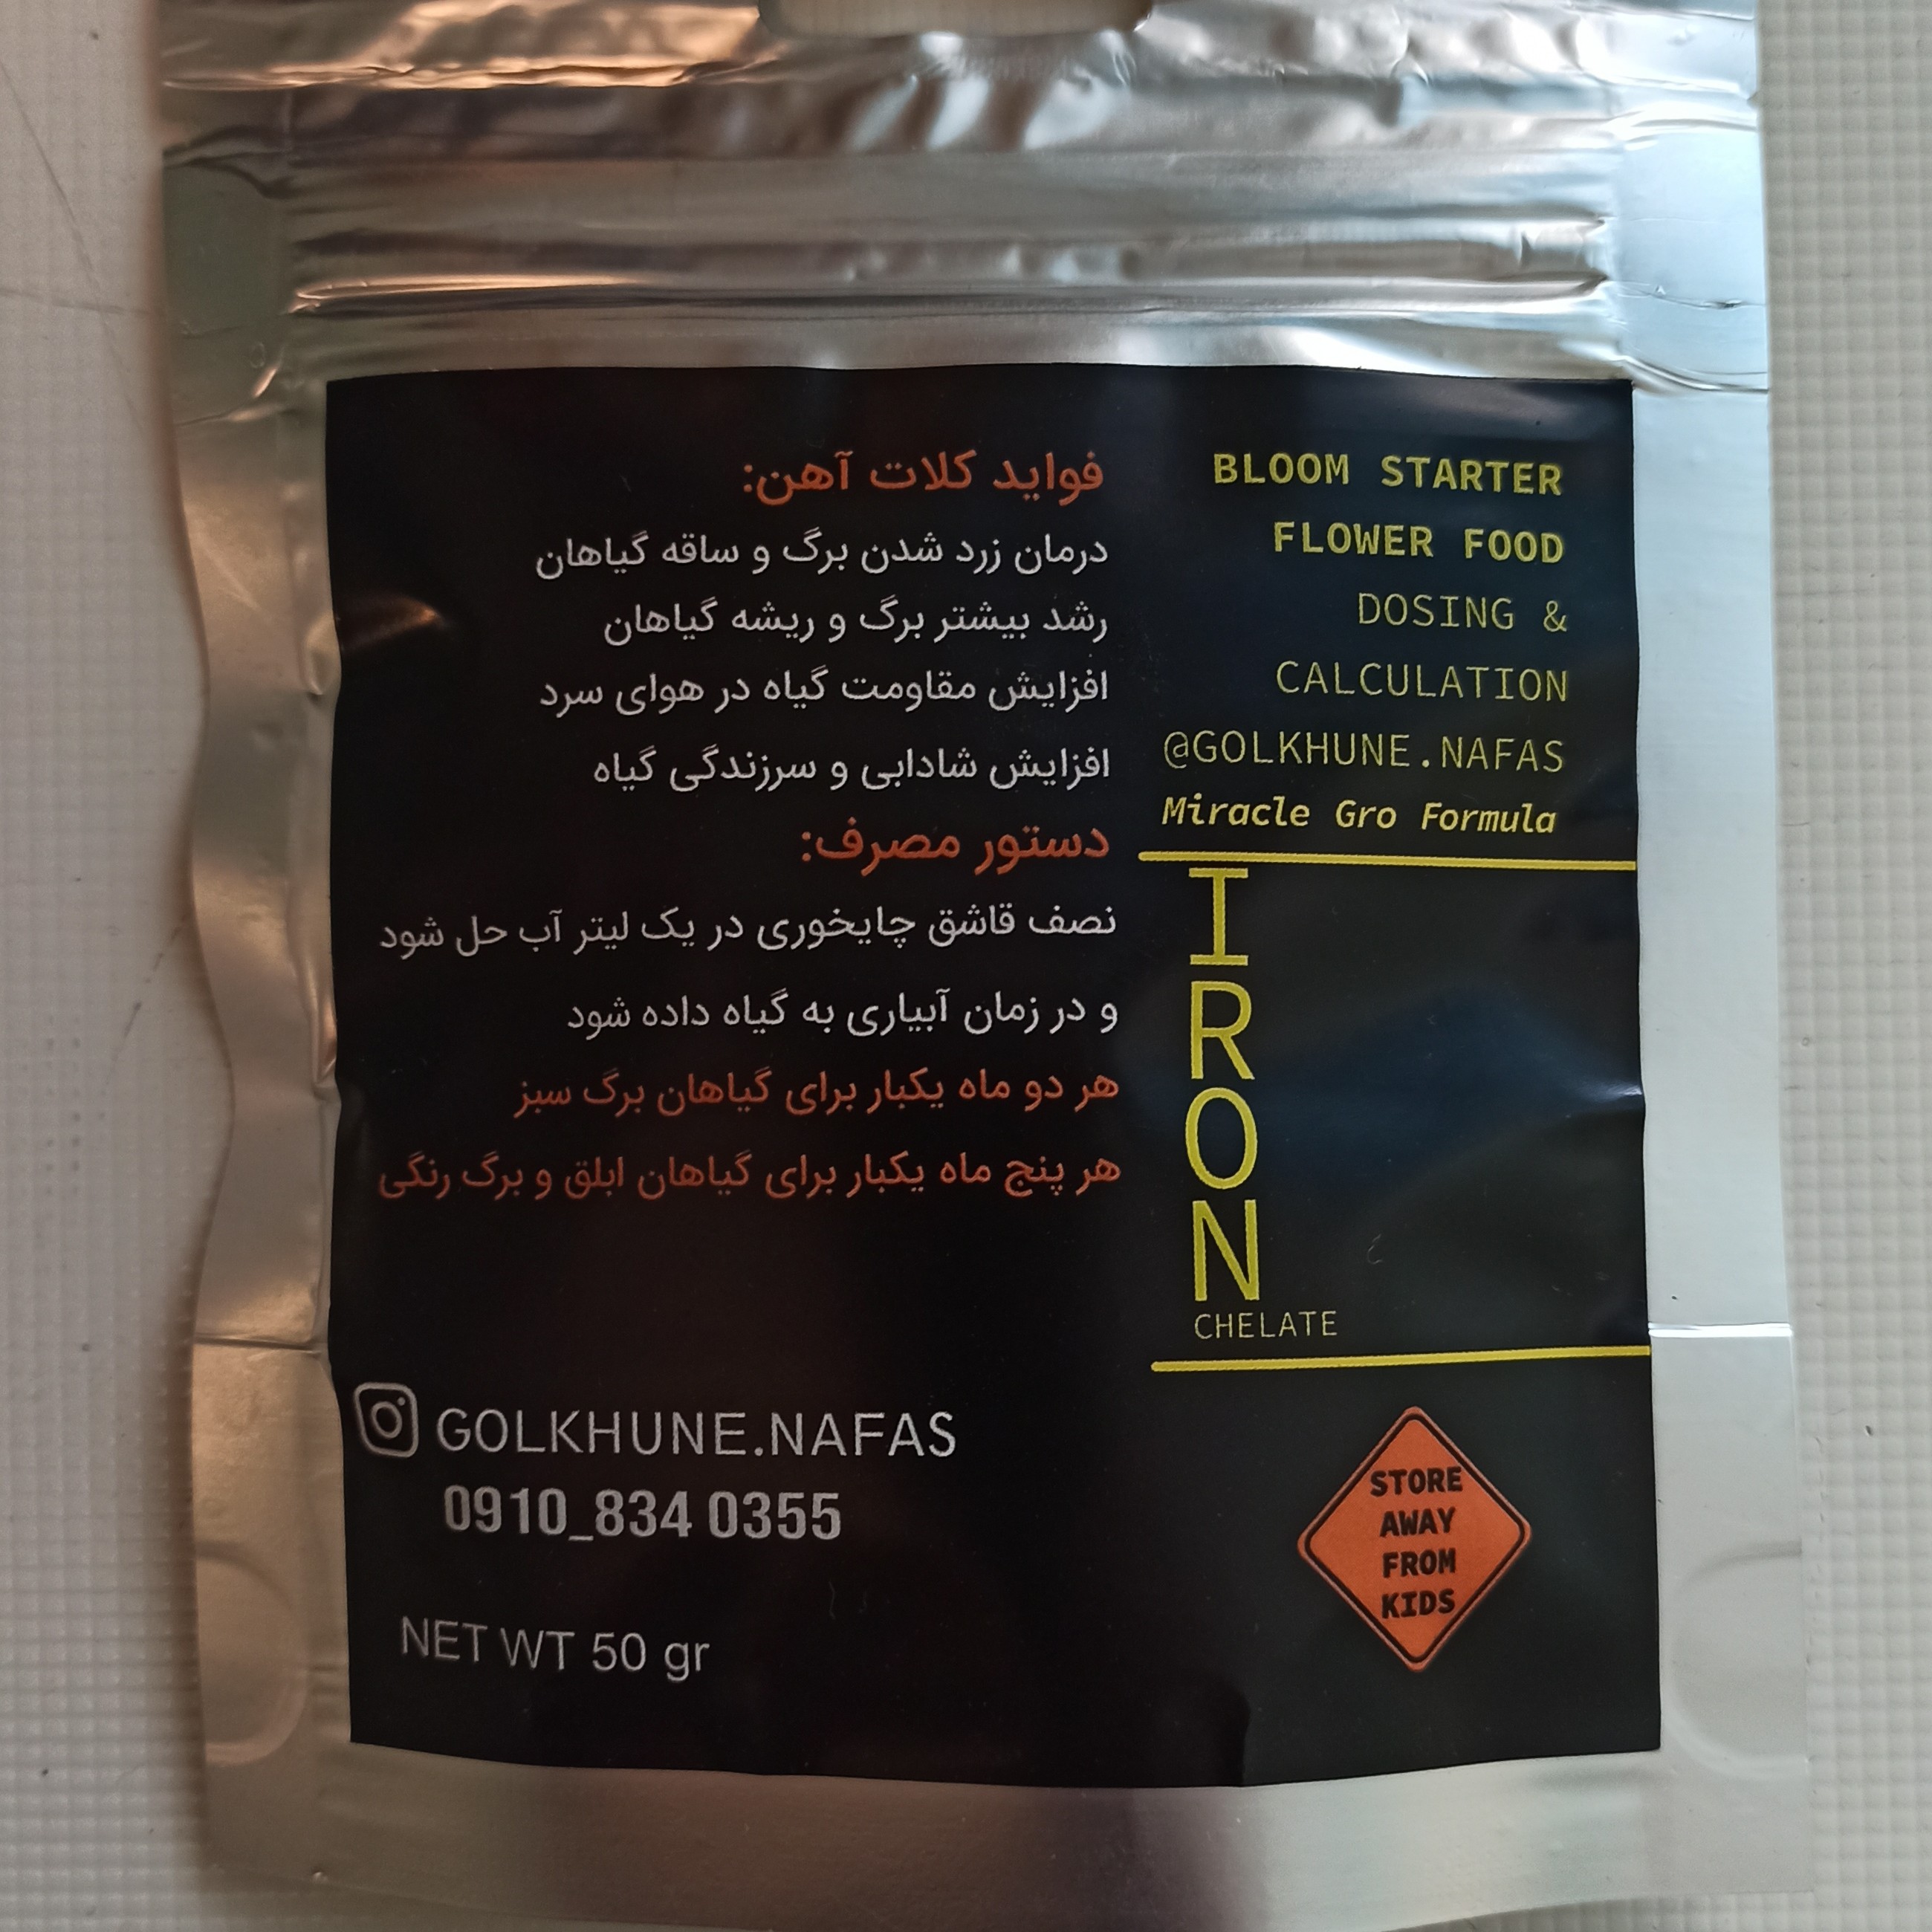 فواید کلات آهن:
درمان زرد شدن برگ و ساقه گیاهان
رشد بیشتر برگ و ریشه گیاهان
افزایش مقاومت گیاه در هوای سرد
افزایش شادابی و سرزندگی گیاه
دستور مصرف:
نصف قاشق چایخوری در یک لیتر آب حل شود
و در زمان آبیاری به گیاه داده شود
هر دو ماه یکبار برای گیاهان برگ سبز
هر پنج ماه یکبار برای گیاهان ابلق و برگ رنگی
BLOOM STARTER
FLOWER FOOD
DOSING &
CALCULATION
@GOLKHUNE.NAFAS
Miracle Gro Formula
IRON
CHELATE
GOLKHUNE.NAFAS
0910_834 0355
NET WT 50 gr
STORE
AWAY
FROM
KIDS